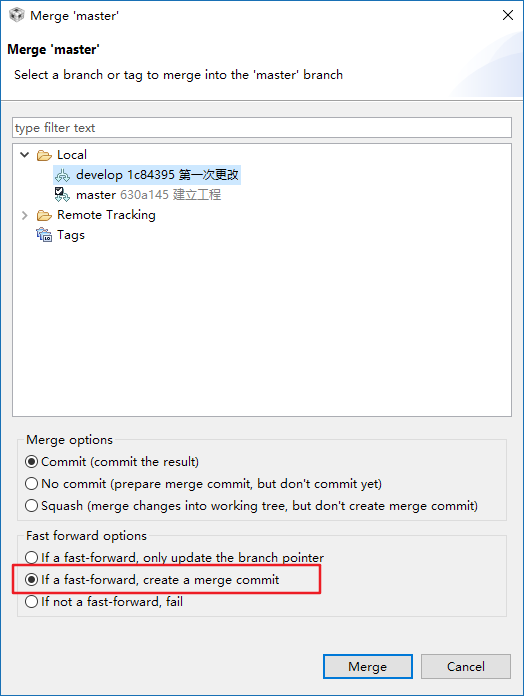 Merge 'master'
Merge 'master'
Select a branch or tag to merge into the 'master' branch
type filter text
Local
develop 1c84395 第一次更改
master 630a145 建立工程
Remote Tracking
Tags
Merge options
Commit (commit the result)
No commit (prepare merge commit, but don't commit yet)
Squash (merge changes into working tree, but don't create merge commit)
Fast forward options
If a fast-forward, only update the branch pointer
If a fast-forward, create a merge commit
If not a fast-forward, fail
Merge
Cancel